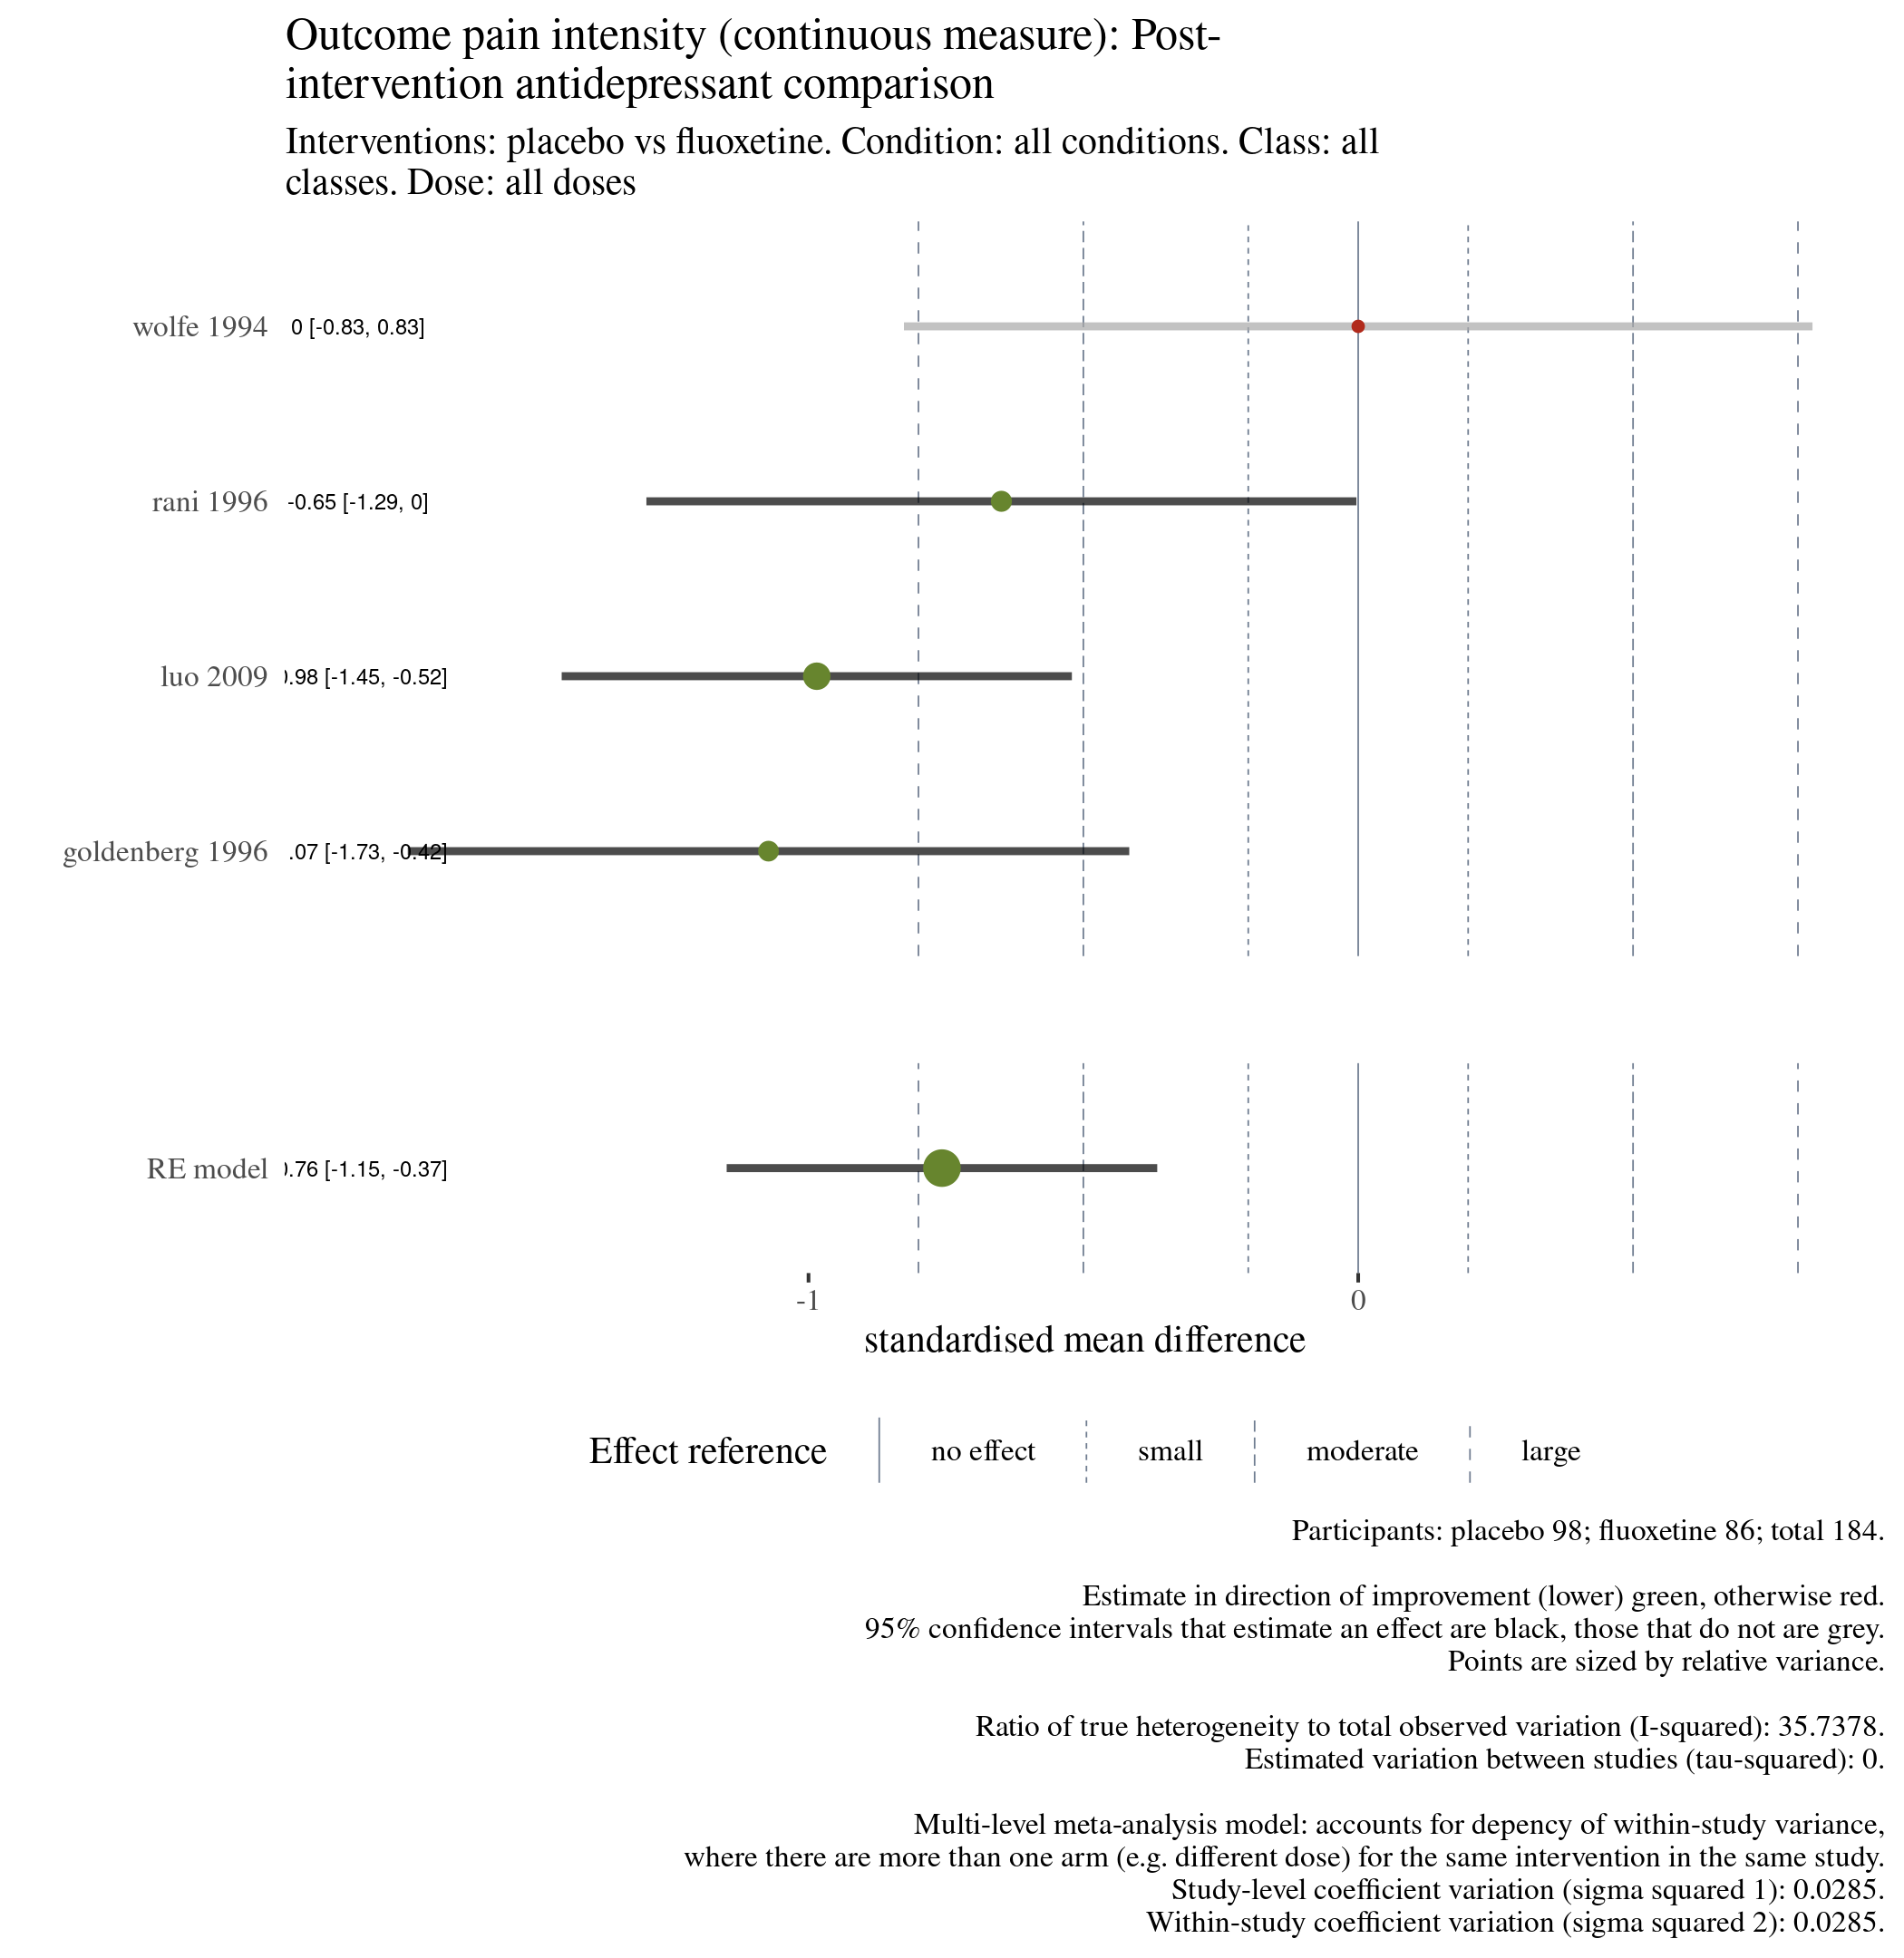 Outcome pain intensity (continuous measure): Post-
intervention antidepressant comparison
Interventions: placebo vs fluoxetine. Condition: all conditions. Class: all
classes. Dose: all doses
wolfe 1994 0 [-0.83, 0.83]
rani 1996 -0.65 [-1.29, 0]
luo 2009 .98 [-1.45, -0.52]
goldenberg 1996 .07 [-1.73, -0.42]
RE model .76 [-1.15, -0.37]
-1 0
standardised mean difference
Effect reference no effect small moderate large
Participants: placebo 98; fluoxetine 86; total 184.
Estimate in direction of improvement (lower) green, otherwise red.
95% confidence intervals that estimate an effect are black, those that do not are grey.
Points are sized by relative variance.
Ratio of true heterogeneity to total observed variation (I-squared): 35.7378.
Estimated variation between studies (tau-squared): 0.
Multi-level meta-analysis model: accounts for depency of within-study variance,
where there are more than one arm (e.g. different dose) for the same intervention in the same study.
Study-level coefficient variation (sigma squared 1): 0.0285.
Within-study coefficient variation (sigma squared 2): 0.0285.